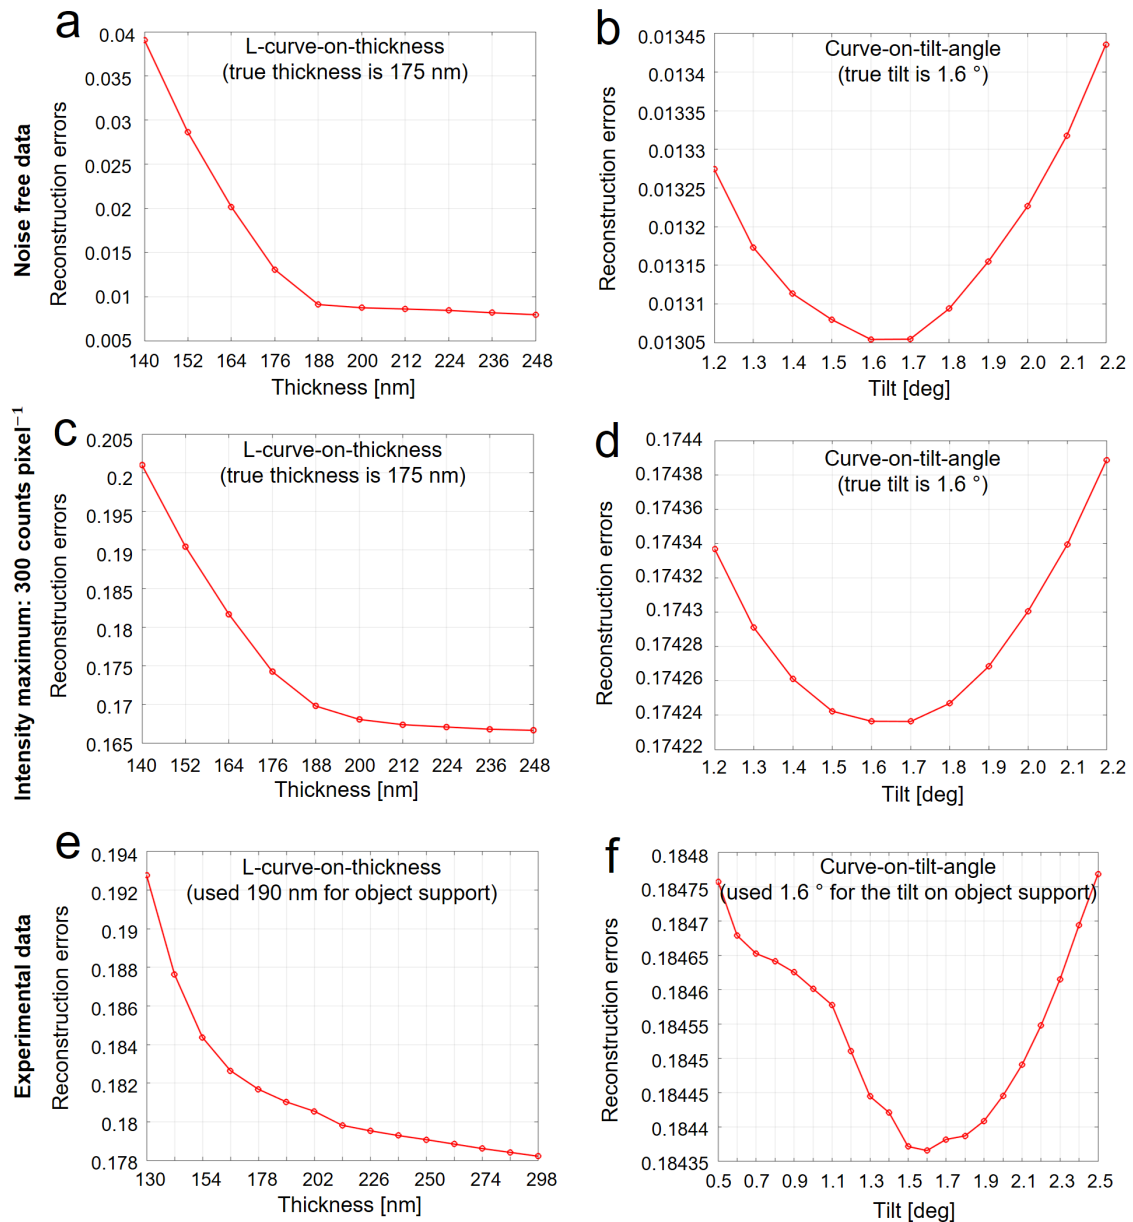 Noise free data
a
L-curve-on-thickness
(true thickness is 175 nm)
Reconstruction errors
0.04
0.035
0.03
0.025
0.02
0.015
0.01
0.005
140 152 164 176 188 200 212 224 236 248
Thickness [nm]
b
Curve-on-tilt-angle
(true tilt is 1.6 °)
Reconstruction errors
0.01345
0.0134
0.01335
0.0133
0.01325
0.0132
0.01315
0.0131
0.01305
1.2 1.3 1.4 1.5 1.6 1.7 1.8 1.9 2.0 2.1 2.2
Tilt [deg]
Intensity maximum: 300 counts pixel⁻¹
c
L-curve-on-thickness
(true thickness is 175 nm)
Reconstruction errors
0.205
0.2
0.195
0.19
0.185
0.18
0.175
0.17
0.165
140 152 164 176 188 200 212 224 236 248
Thickness [nm]
d
Curve-on-tilt-angle
(true tilt is 1.6 °)
Reconstruction errors
0.1744
0.17438
0.17436
0.17434
0.17432
0.1743
0.17428
0.17426
0.17424
0.17422
1.2 1.3 1.4 1.5 1.6 1.7 1.8 1.9 2.0 2.1 2.2
Tilt [deg]
Experimental data
e
L-curve-on-thickness
(used 190 nm for object support)
Reconstruction errors
0.194
0.192
0.19
0.188
0.186
0.184
0.182
0.18
0.178
130 154 178 202 226 250 274 298
Thickness [nm]
f
Curve-on-tilt-angle
(used 1.6 ° for the tilt on object support)
Reconstruction errors
0.1848
0.18475
0.1847
0.18465
0.1846
0.18455
0.1845
0.18445
0.1844
0.18435
0.5 0.7 0.9 1.1 1.3 1.5 1.7 1.9 2.1 2.3 2.5
Tilt [deg]